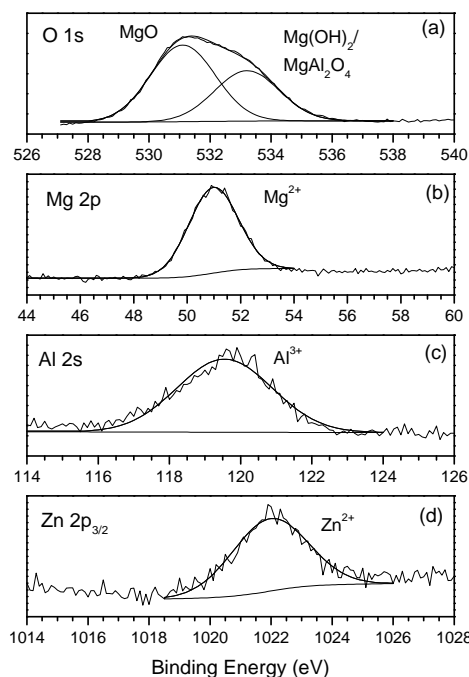 O 1s MgO Mg(OH)₂/ (a)
MgAl₂O₄
526 528 530 532 534 536 538 540
Mg 2p Mg²⁺ (b)
44 46 48 50 52 54 56 58 60
Al 2s Al³⁺ (c)
114 116 118 120 122 124 126
Zn 2p₃/₂ Zn²⁺ (d)
1014 1016 1018 1020 1022 1024 1026 1028
Binding Energy (eV)